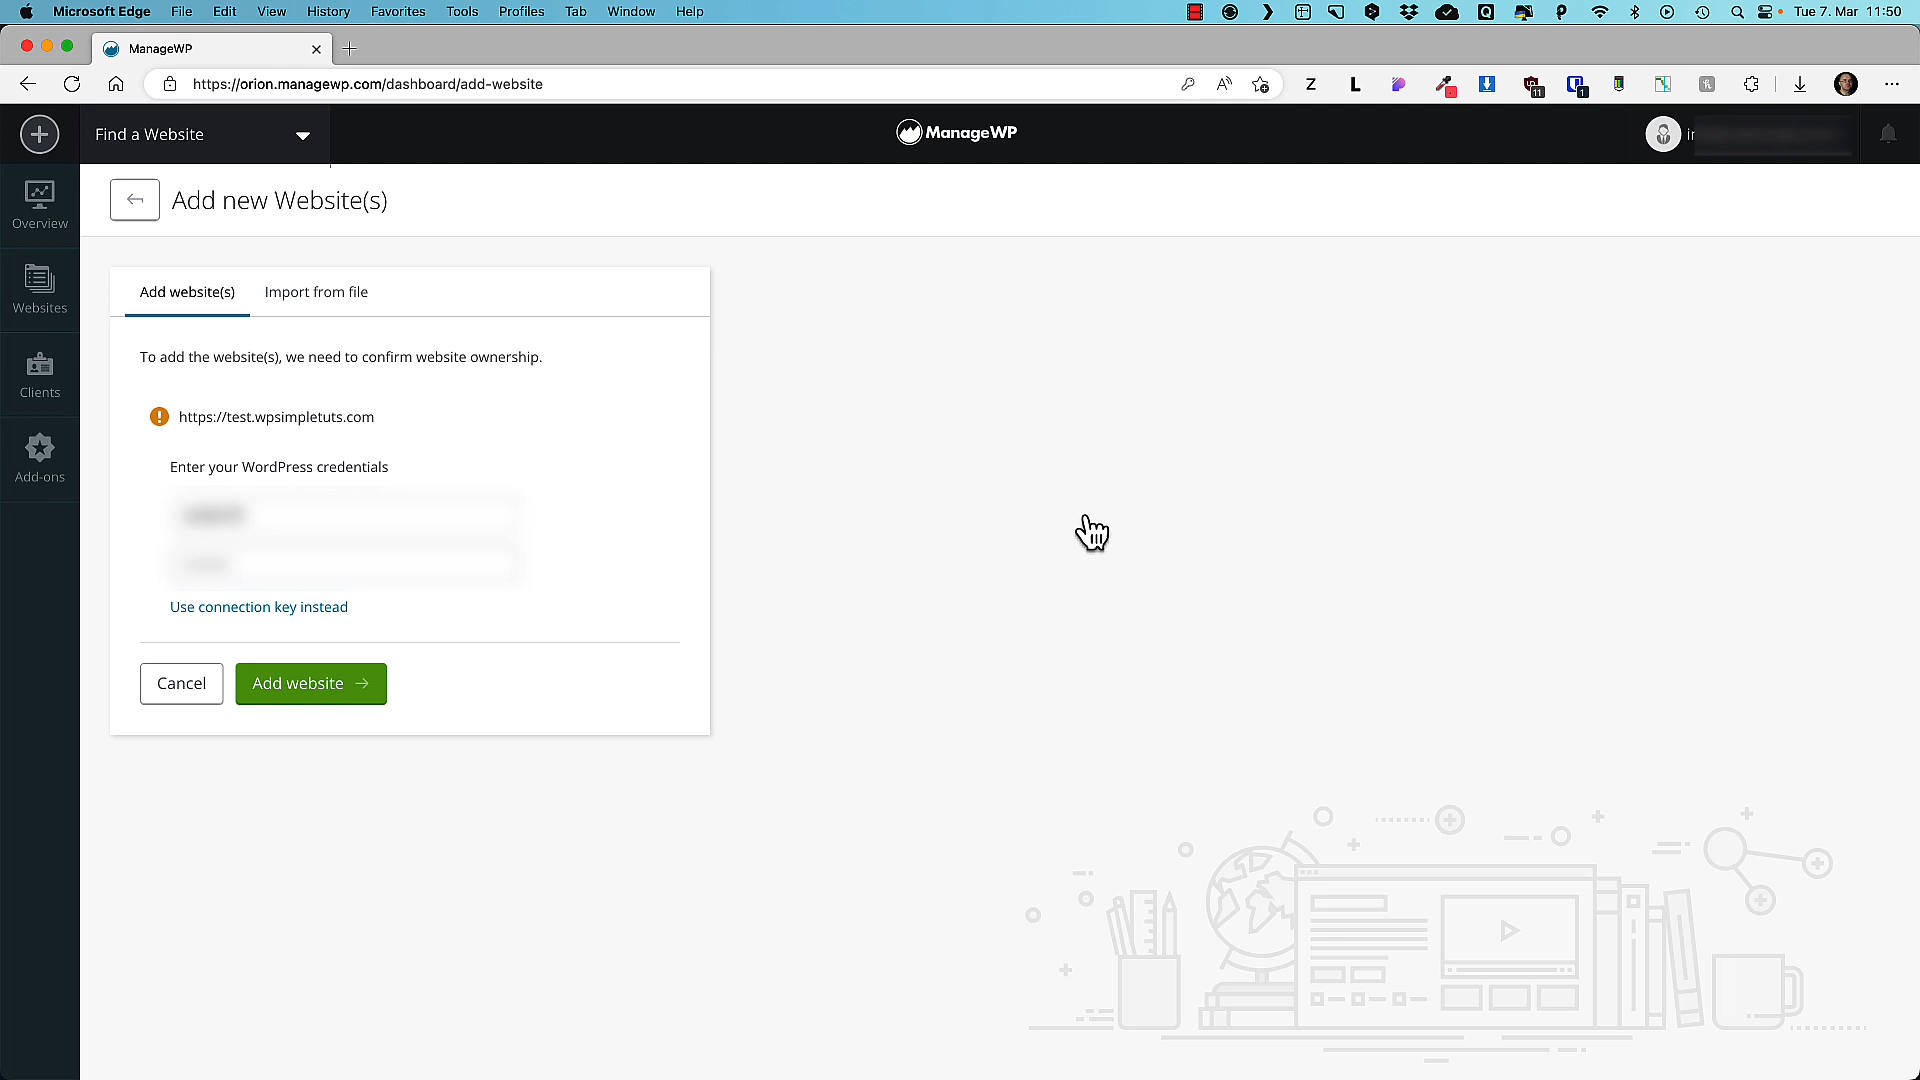 Microsoft Edge File Edit View History Favorites Tools Profiles Tab Window Help Tue 7. Mar 11:50
ManageWP
https://orion.managewp.com/dashboard/add-website
Z L 11 1
Find a Website
ManageWP
Add new Website(s)
Overview
Websites
Clients
Add-ons
Add website(s) Import from file
To add the website(s), we need to confirm website ownership.
https://test.wpsimpletuts.com
Enter your WordPress credentials
Use connection key instead
Cancel Add website